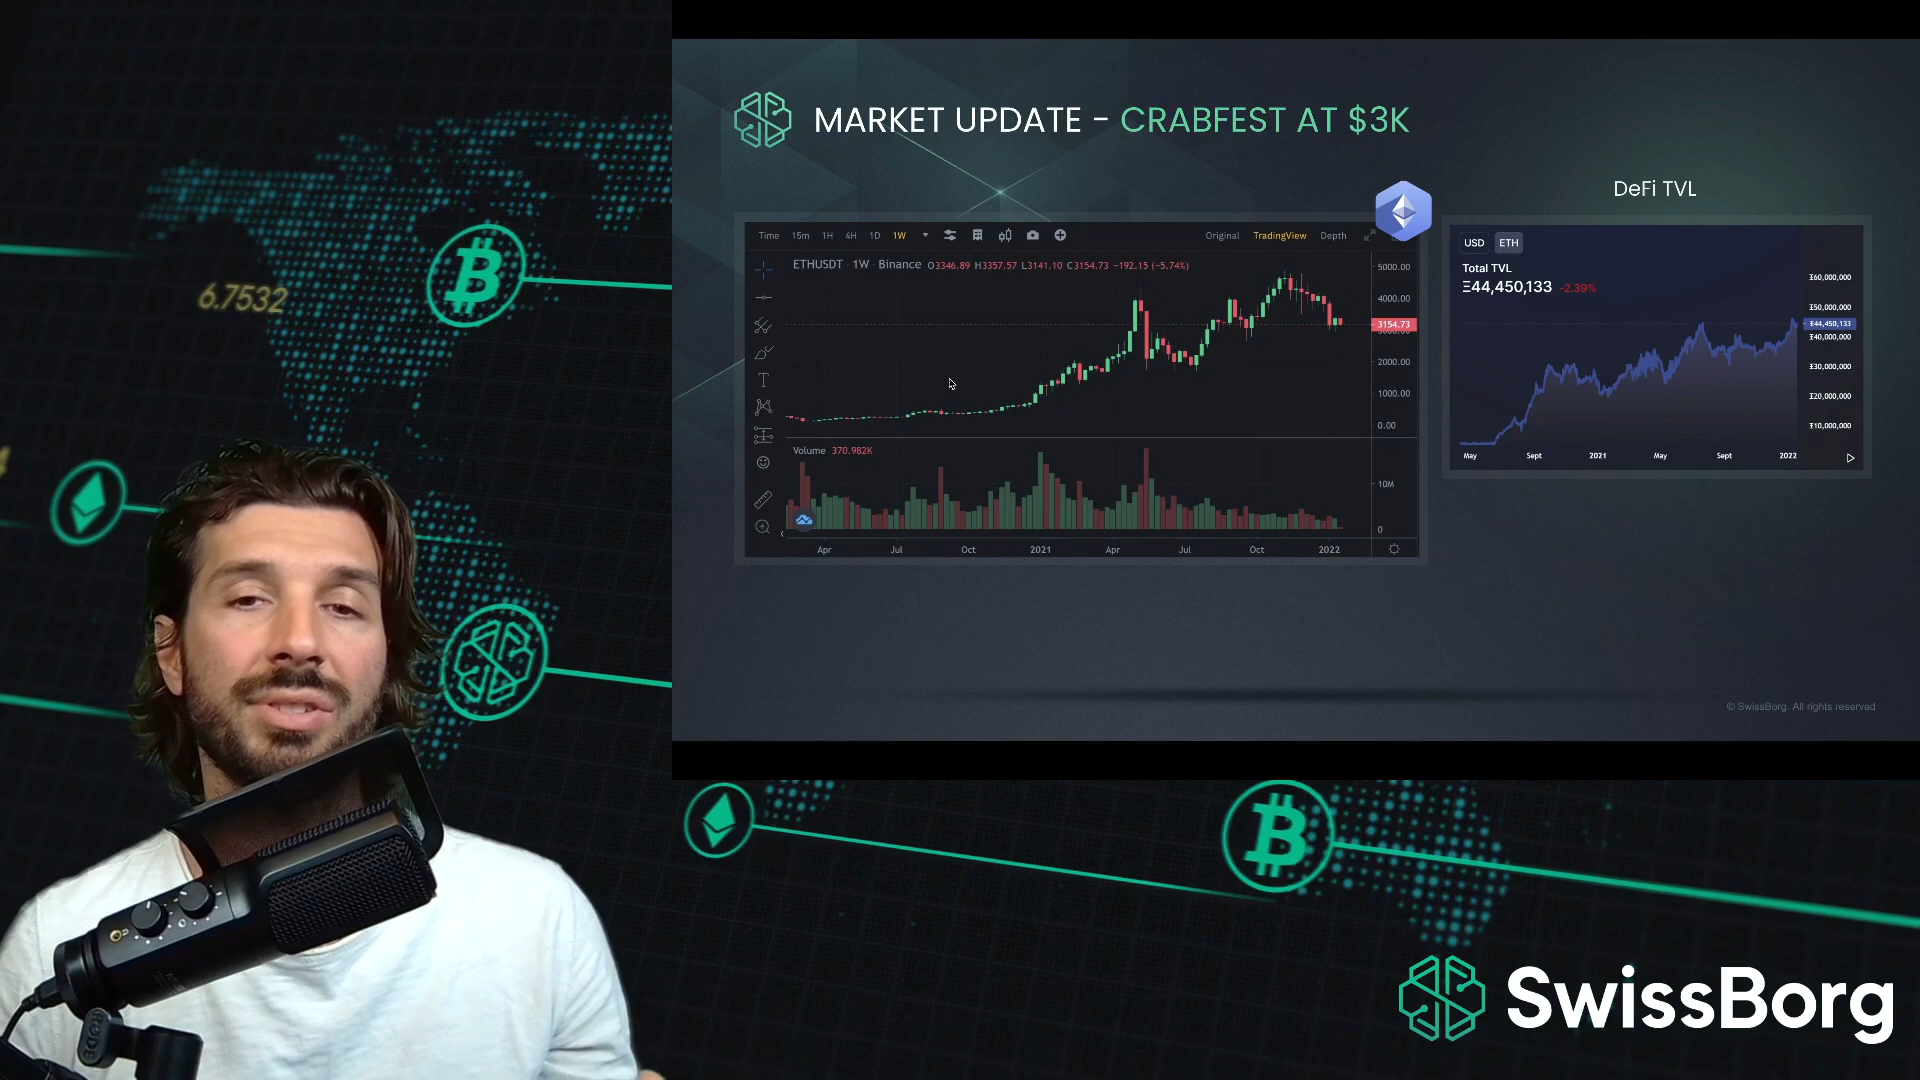 MARKET UPDATE - CRABFEST AT $3K
DeFi TVL
Time 15m 1H 4H 1D 1W
Original TradingView Depth
ETHUSDT · 1W · Binance O3346.89 H3357.57 L3141.10 C3154.73 −192.15 (−5.74%)
5000.00
4000.00
3154.73
3000.00
2000.00
1000.00
0.00
Volume 370.982K
10M
0
Apr Jul Oct 2021 Apr Jul Oct 2022
USD ETH
Total TVL
Ξ44,450,133 -2.39%
Ξ60,000,000
Ξ50,000,000
Ξ44,450,133
Ξ40,000,000
Ξ30,000,000
Ξ20,000,000
Ξ10,000,000
May Sept 2021 May Sept 2022
© SwissBorg. All rights reserved
6.7532
SwissBorg